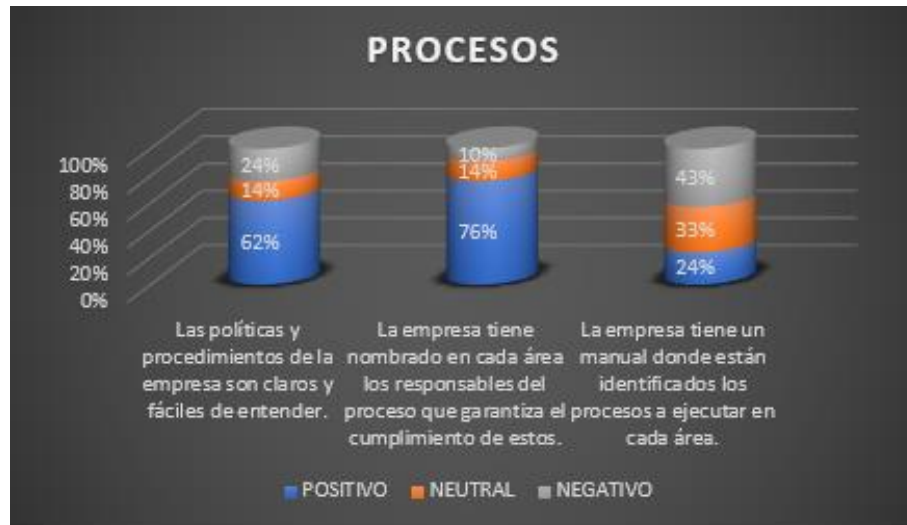 PROCESOS
100%
80%
60%
40%
20%
0%
24%
14%
62%
10%
14%
76%
43%
33%
24%
Las políticas y
procedimientos de la
empresa son claros y
fáciles de entender.
La empresa tiene
nombrado en cada área
los responsables del
proceso que garantiza el
cumplimiento de estos.
La empresa tiene un
manual donde están
identificados los
procesos a ejecutar en
cada área.
POSITIVO NEUTRAL NEGATIVO